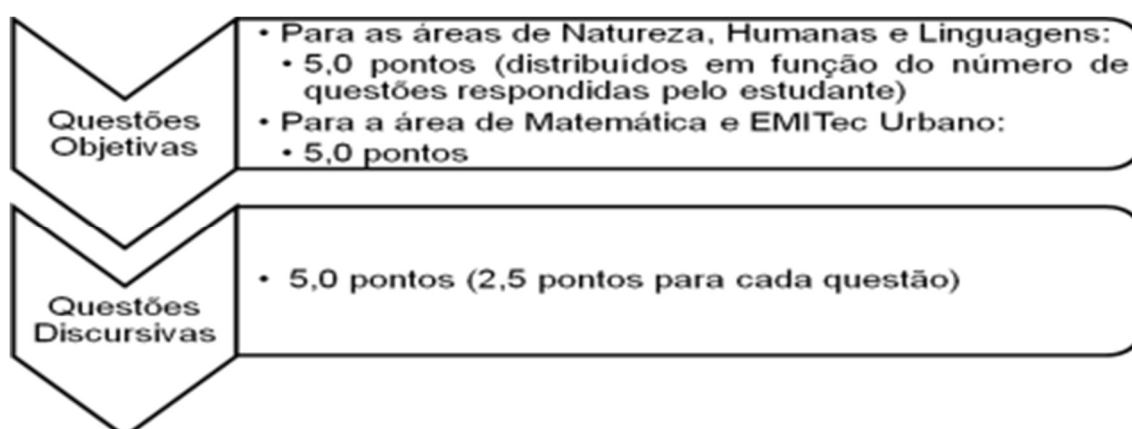 Questões
Objetivas
• Para as áreas de Natureza, Humanas e Linguagens:
• 5,0 pontos (distribuídos em função do número de
questões respondidas pelo estudante)
• Para a área de Matemática e EMITec Urbano:
• 5,0 pontos
Questões
Discursivas
• 5,0 pontos (2,5 pontos para cada questão)